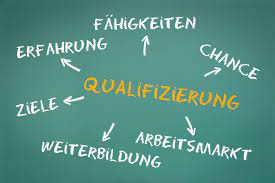 FÄHIGKEITEN
ERFAHRUNG
CHANCE
QUALIFIZIERUNG
ZIELE
ARBEITSMARKT
WEITERBILDUNG